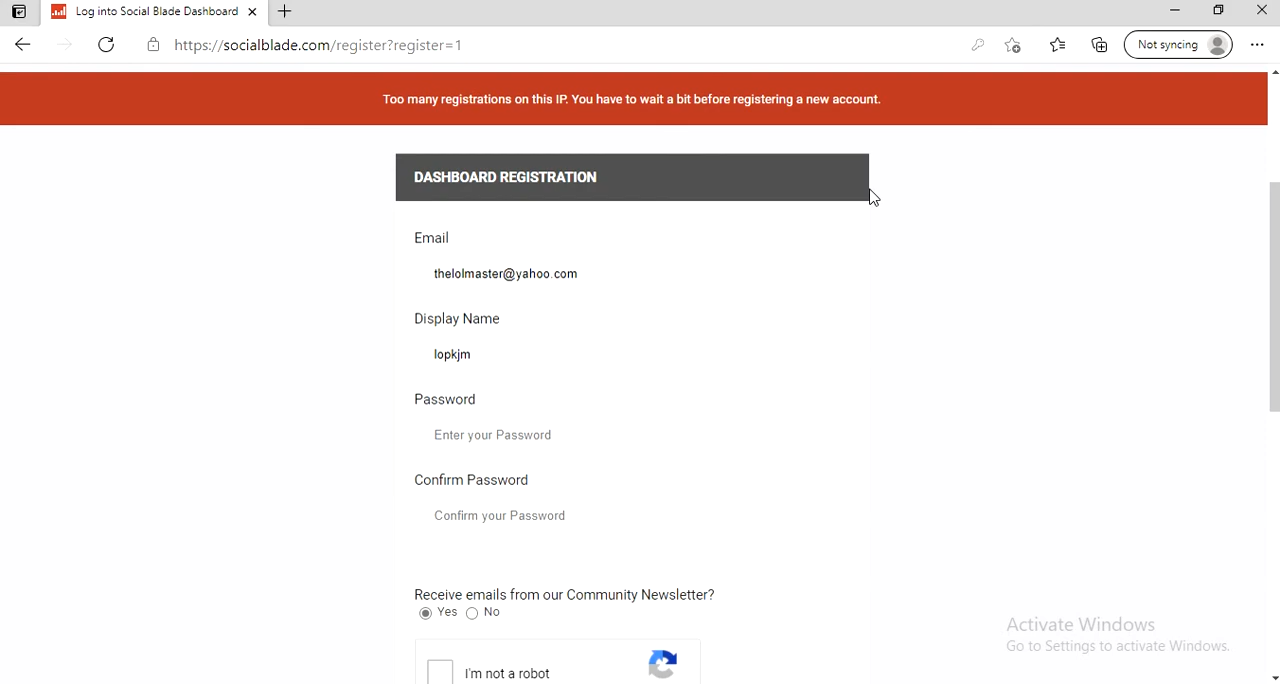 Log into Social Blade Dashboard
https://socialblade.com/register?register=1
Not syncing
Too many registrations on this IP. You have to wait a bit before registering a new account.
DASHBOARD REGISTRATION
Email
thelolmaster@yahoo.com
Display Name
lopkjm
Password
Enter your Password
Confirm Password
Confirm your Password
Receive emails from our Community Newsletter?
Yes No
I'm not a robot
Activate Windows
Go to Settings to activate Windows.